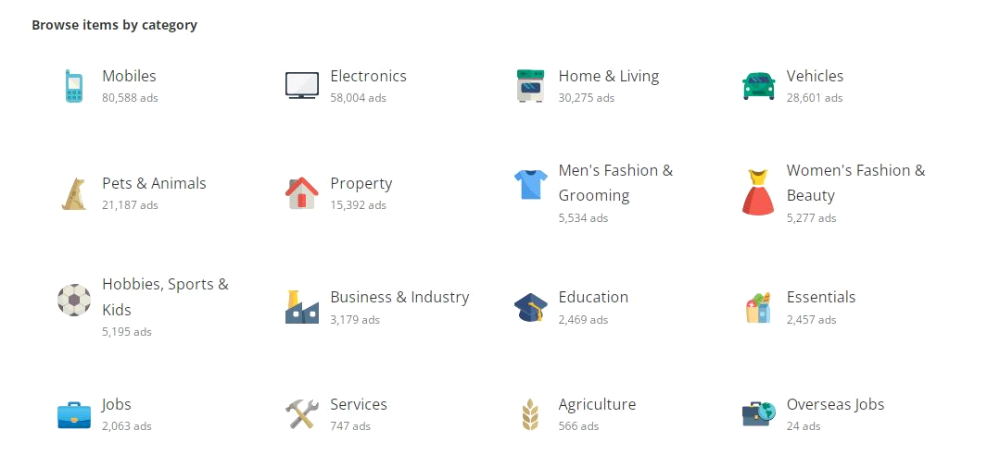 Browse items by category
Mobiles
80,588 ads
Electronics
58,004 ads
Home & Living
30,275 ads
Vehicles
28,601 ads
Pets & Animals
21,187 ads
Property
15,392 ads
Men's Fashion &
Grooming
5,534 ads
Women's Fashion &
Beauty
5,277 ads
Hobbies, Sports &
Kids
5,195 ads
Business & Industry
3,179 ads
Education
2,469 ads
Essentials
2,457 ads
Jobs
2,063 ads
Services
747 ads
Agriculture
566 ads
Overseas Jobs
24 ads